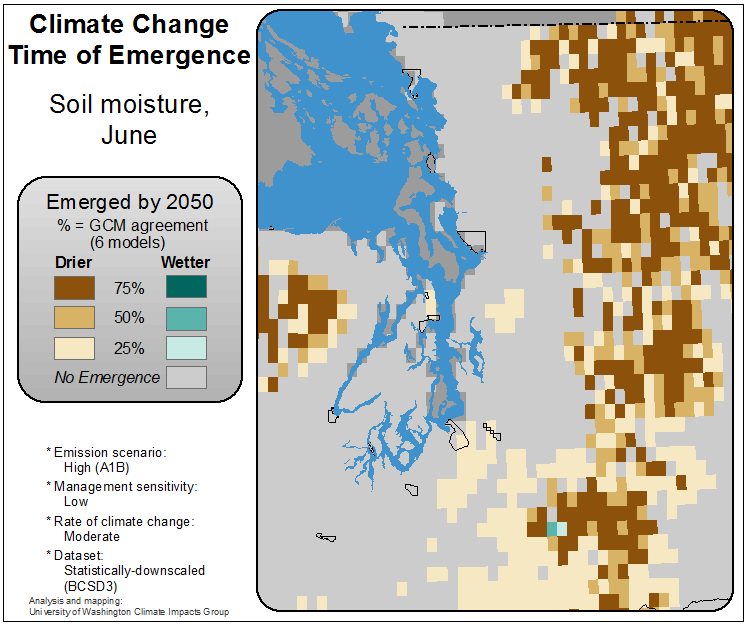 Climate Change
Time of Emergence
Soil moisture,
June
Emerged by 2050
% = GCM agreement
(6 models)
Drier Wetter
75%
50%
25%
No Emergence
* Emission scenario:
High (A1B)
* Management sensitivity:
Low
* Rate of climate change:
Moderate
* Dataset:
Statistically-downscaled
(BCSD3)
Analysis and mapping:
University of Washington Climate Impacts Group